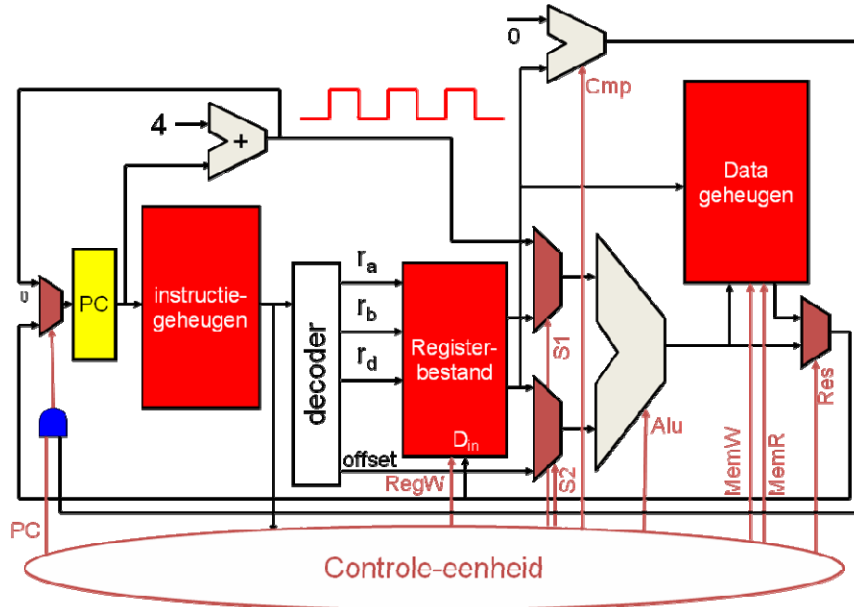 0
Cmp
4
+
Data
geheugen
PC
instructie-
geheugen
decoder
ra
rb
rd
offset
Register-
bestand
Din
RegW
S1
S2
Alu
MemW
MemR
Res
PC
Controle-eenheid